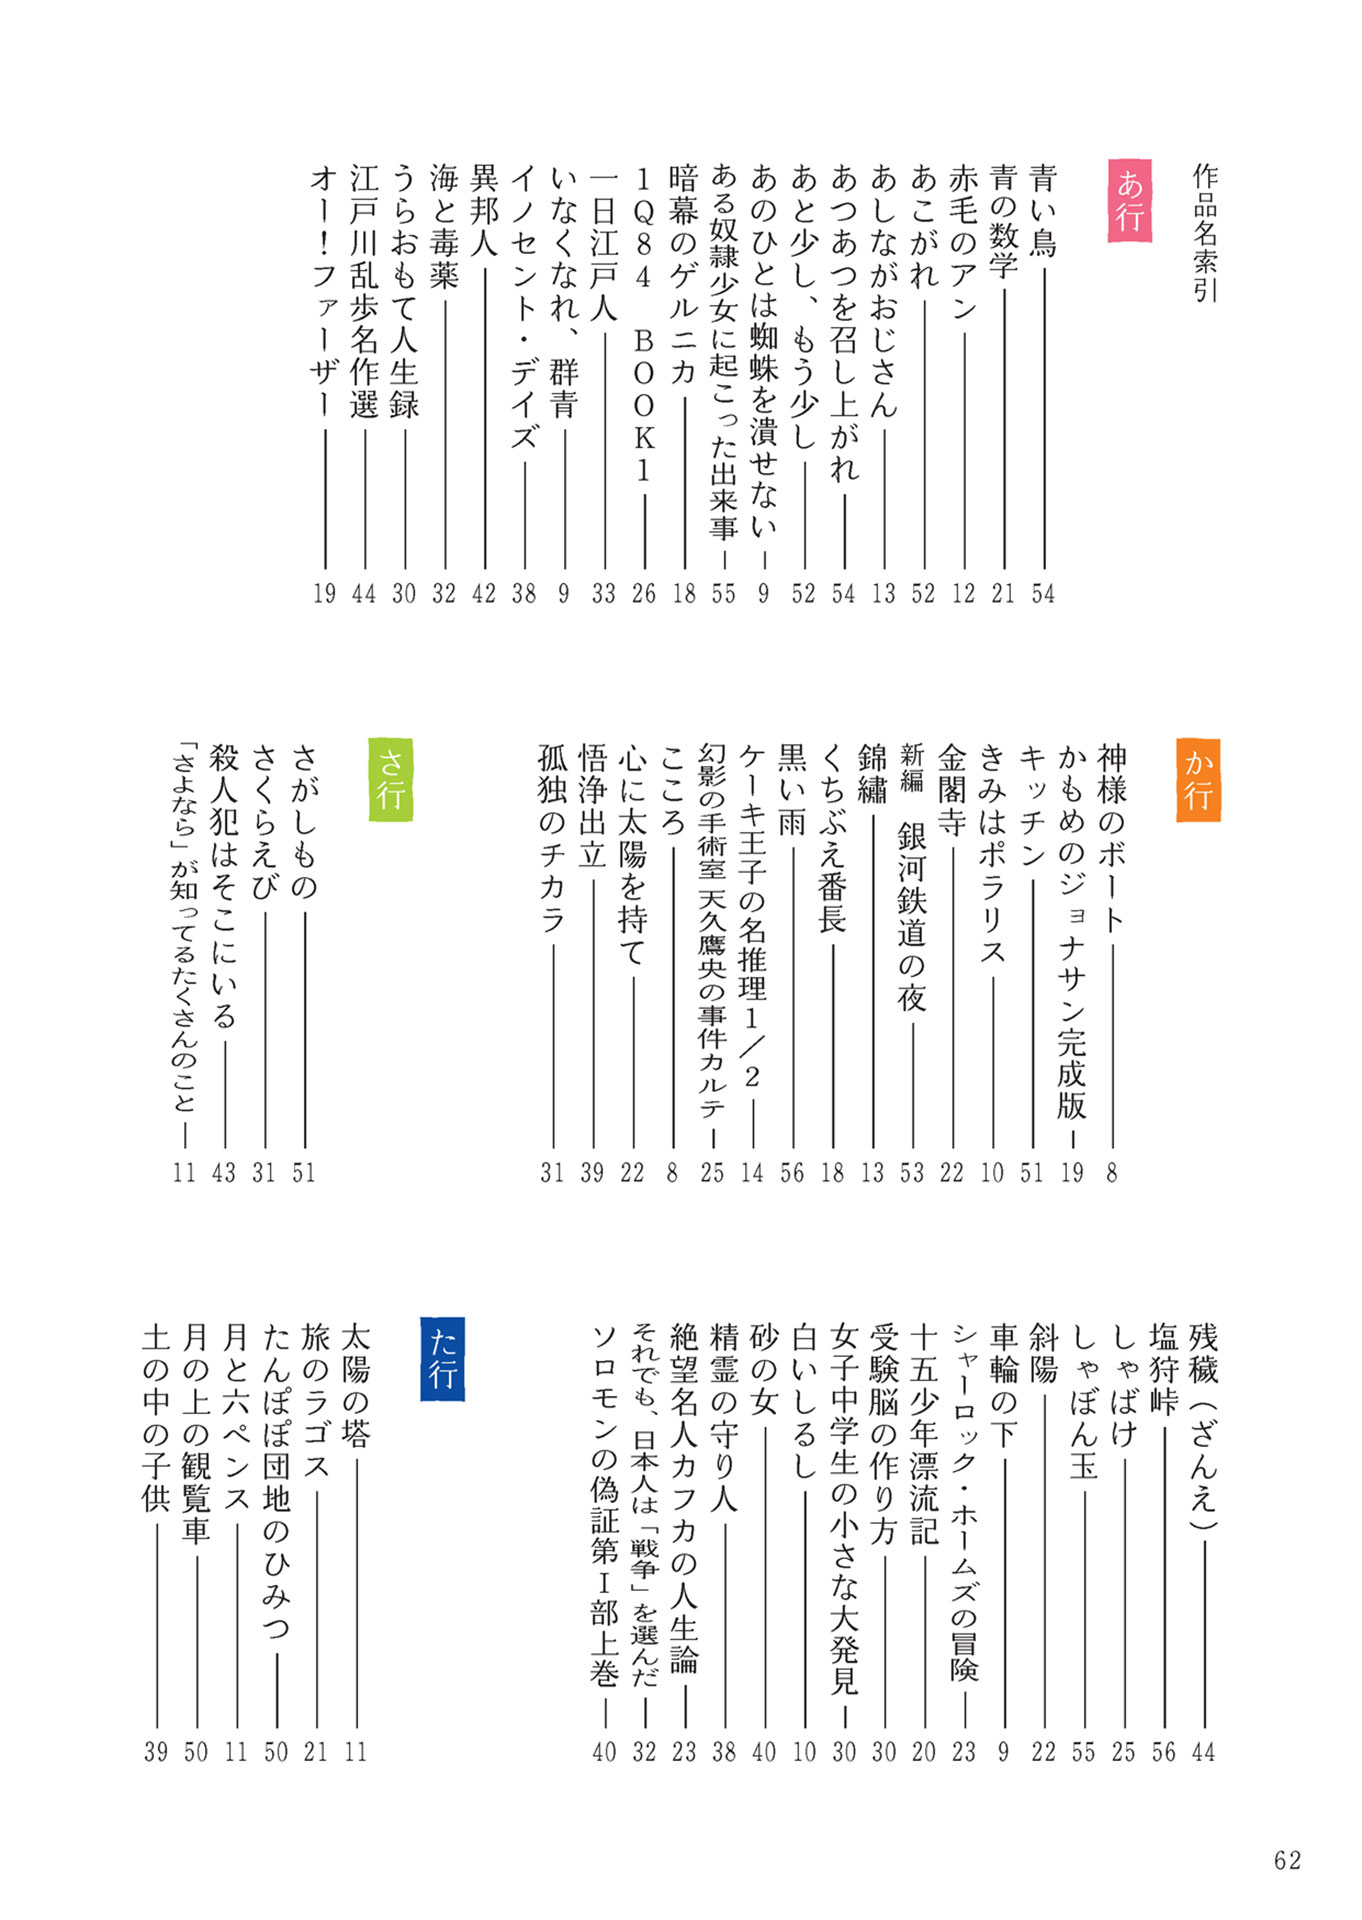 作品名索引
あ行
青い鳥 54
青の数学 21
赤毛のアン 12
あこがれ 52
あしながおじさん 13
あつあつを召し上がれ 54
あと少し、もう少し 52
あのひとは蜘蛛を潰せない 9
ある奴隷少女に起こった出来事 55
暗幕のゲルニカ 18
1Q84 BOOK1 26
一日江戸人 33
いなくなれ、群青 9
イノセント・デイズ 38
異邦人 42
海と毒薬 32
うらおもて人生録 30
江戸川乱歩名作選 44
オー!ファーザー 19
か行
神様のボート 8
かもめのジョナサン完成版 19
キッチン 51
きみはポラリス 10
金閣寺 22
新編 銀河鉄道の夜 53
錦繡 13
くちぶえ番長 18
黒い雨 56
ケーキ王子の名推理1/2 14
幻影の手術室 天久鷹央の事件カルテ 25
こころ 8
心に太陽を持て 22
悟浄出立 39
孤独のチカラ 31
さ行
さがしもの 51
さくらえび 31
殺人犯はそこにいる 43
「さよなら」が知ってるたくさんのこと 11
残穢(ざんえ) 44
塩狩峠 56
しゃばけ 25
しゃぼん玉 55
斜陽 22
車輪の下 9
シャーロック・ホームズの冒険 23
十五少年漂流記 20
受験脳の作り方 30
女子中学生の小さな大発見 30
白いしるし 10
砂の女 40
精霊の守り人 38
絶望名人カフカの人生論 23
それでも、日本人は「戦争」を選んだ 32
ソロモンの偽証第Ⅰ部上巻 40
た行
太陽の塔 11
旅のラゴス 21
たんぽぽ団地のひみつ 50
月と六ペンス 11
月の上の観覧車 50
土の中の子供 39
62